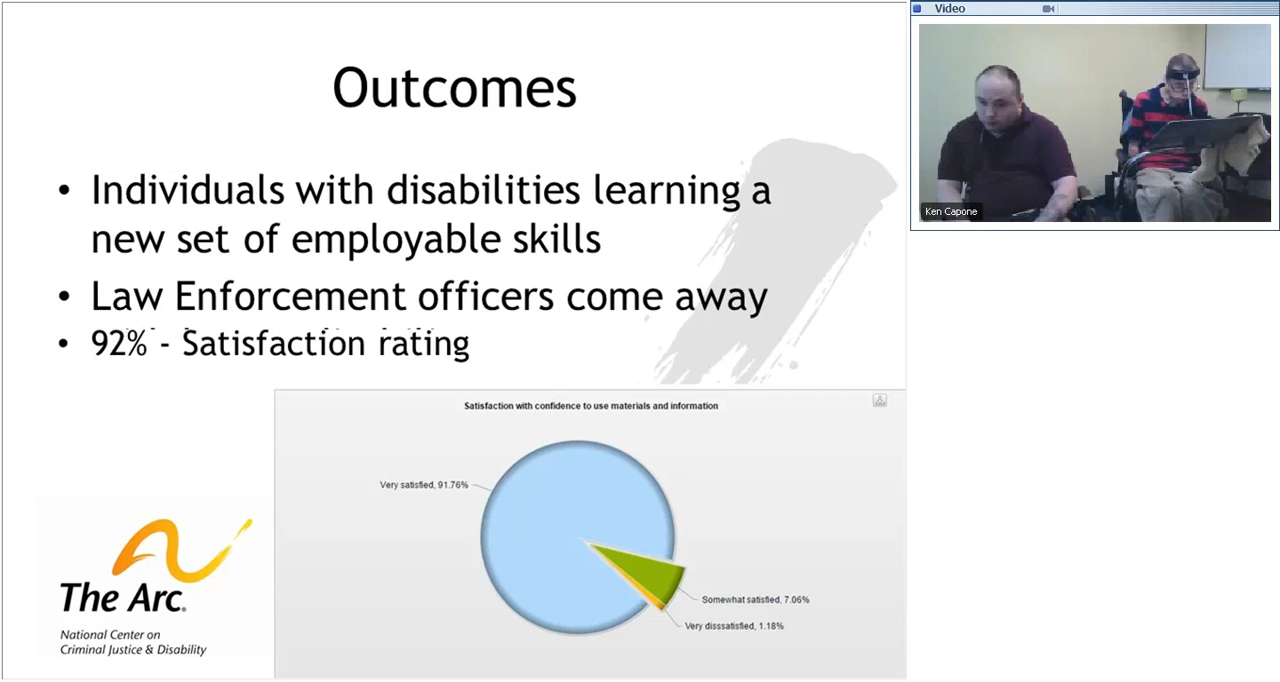 Outcomes
• Individuals with disabilities learning a
new set of employable skills
• Law Enforcement officers come away
• 92% - Satisfaction rating
Satisfaction with confidence to use materials and information
Very satisfied, 91.76%
Somewhat satisfied, 7.06%
Very disssatisfied, 1.18%
The Arc.
National Center on
Criminal Justice & Disability
Video
Ken Capone